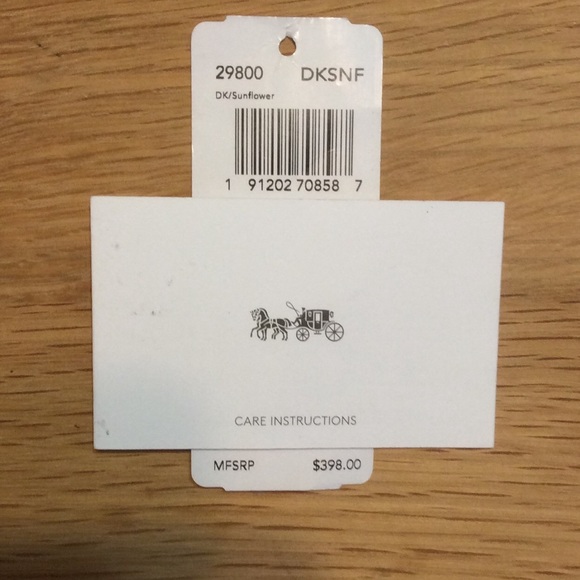 29800 DKSNF
DK/Sunflower
1 91202 70858 7
CARE INSTRUCTIONS
MFSRP $398.00